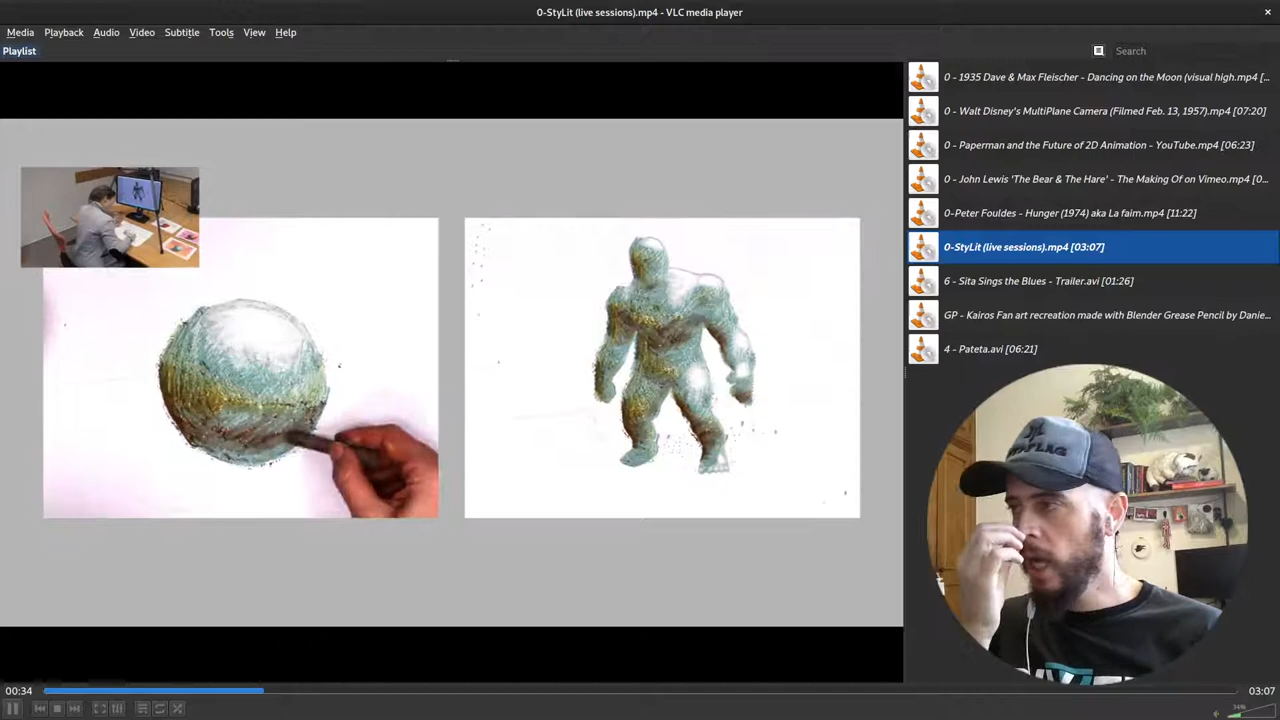 0-StyLit (live sessions).mp4 - VLC media player
Media Playback Audio Video Subtitle Tools View Help
Playlist
Search
0 - 1935 Dave & Max Fleischer - Dancing on the Moon (visual high.mp4 [...
0 - Walt Disney's MultiPlane Camera (Filmed Feb. 13, 1957).mp4 [07:20]
0 - Paperman and the Future of 2D Animation - YouTube.mp4 [06:23]
0 - John Lewis 'The Bear & The Hare' - The Making Of on Vimeo.mp4 [0...
0-Peter Fouldes - Hunger (1974) aka La faim.mp4 [11:22]
0-StyLit (live sessions).mp4 [03:07]
6 - Sita Sings the Blues - Trailer.avi [01:26]
GP - Kairos Fan art recreation made with Blender Grease Pencil by Danie...
4 - Pateta.avi [06:21]
00:34
03:07
34%